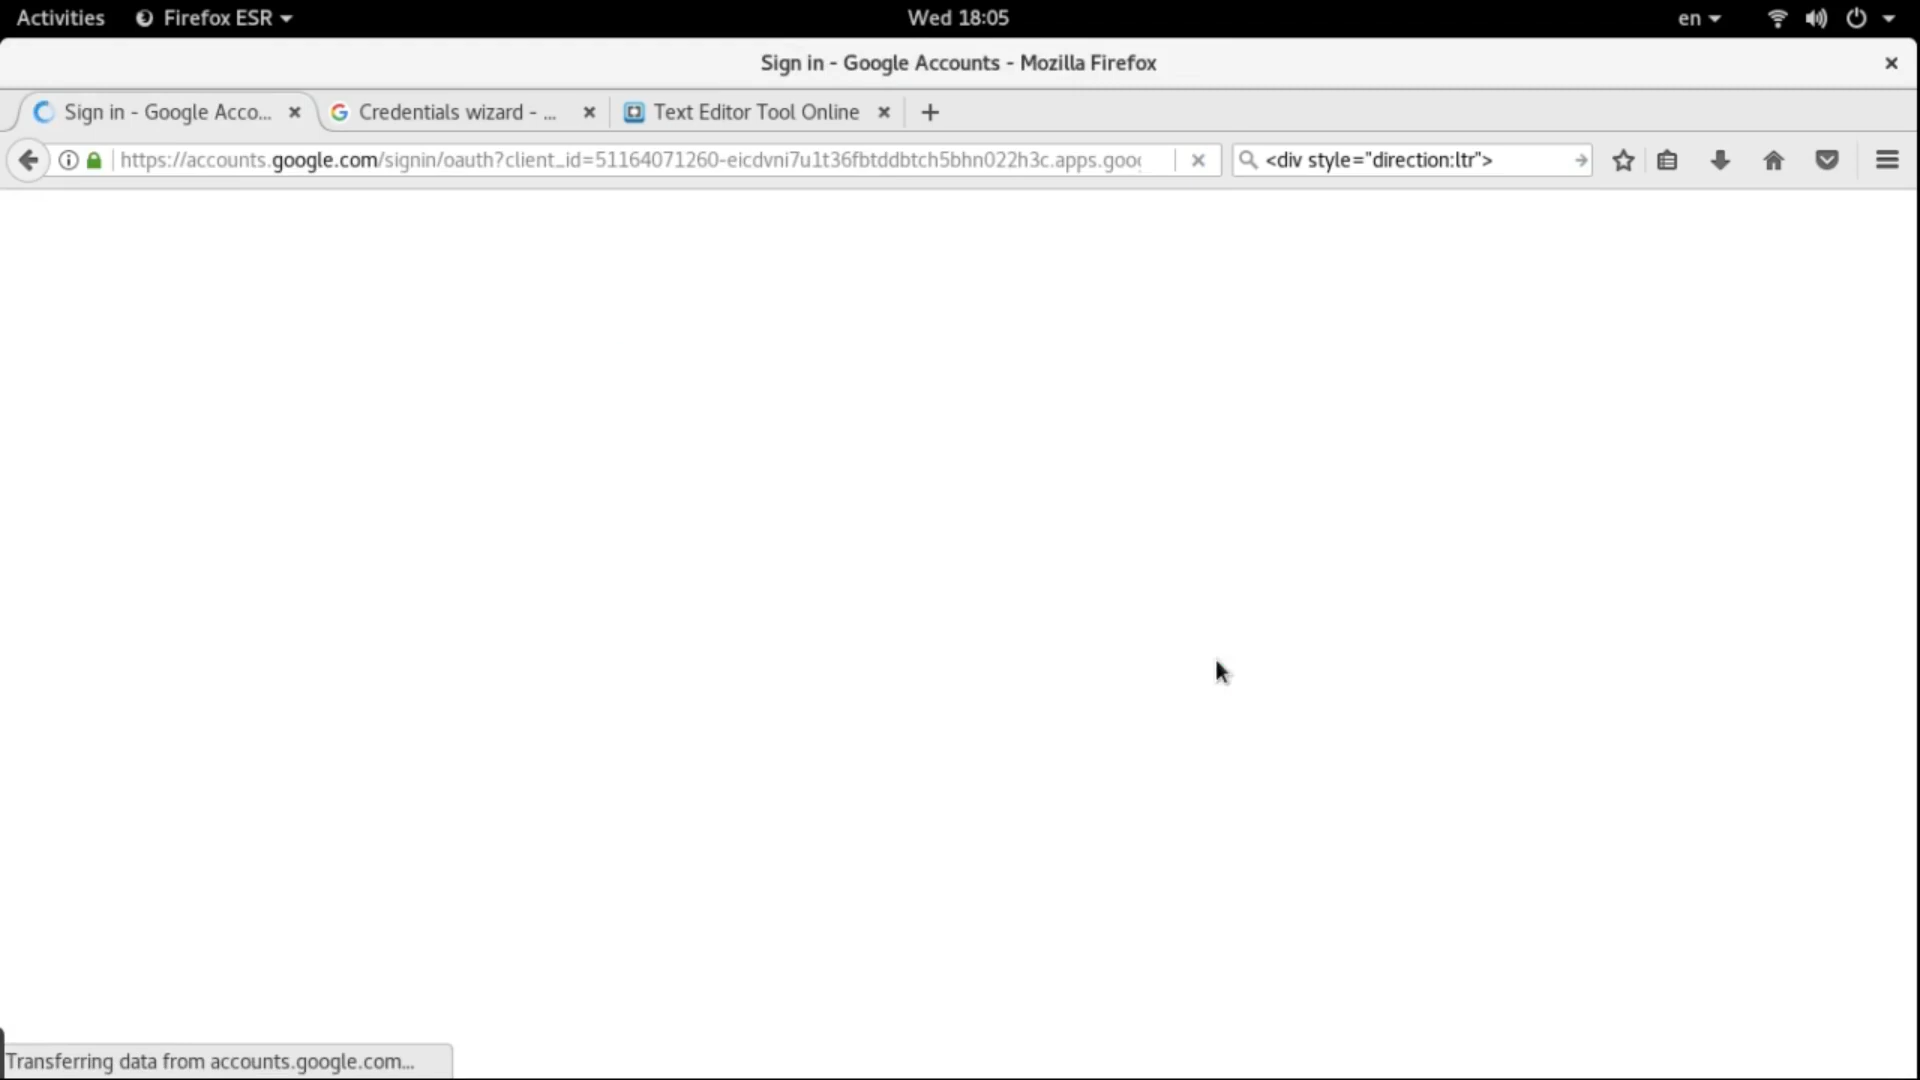 Activities Firefox ESR Wed 18:05 en
Sign in - Google Accounts - Mozilla Firefox
Sign in - Google Acco... Credentials wizard - ... Text Editor Tool Online
https://accounts.google.com/signin/oauth?client_id=51164071260-eicdvni7u1t36fbtddbtch5bhn022h3c.apps.goog <div style="direction:ltr">
Transferring data from accounts.google.com...